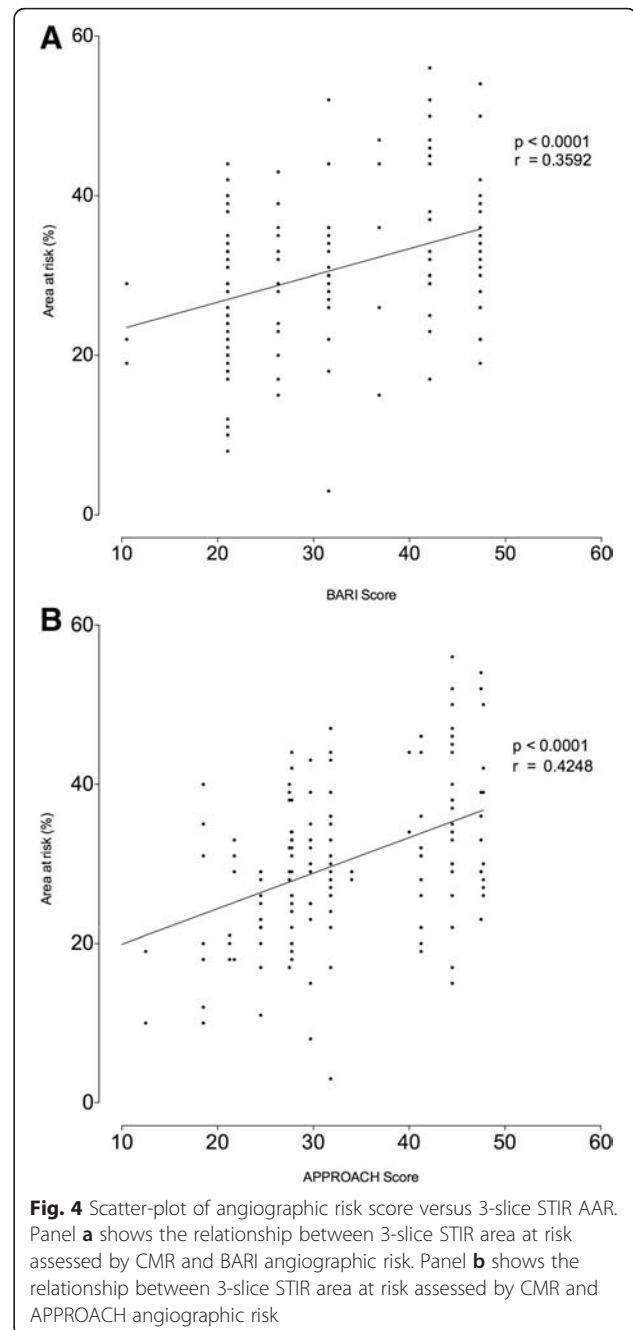 A
60
40
20
0
Area at risk (%)
p < 0.0001
r = 0.3592
10 20 30 40 50 60
BARI Score
B
60
40
20
0
Area at risk (%)
p < 0.0001
r = 0.4248
10 20 30 40 50 60
APPROACH Score
Fig. 4 Scatter-plot of angiographic risk score versus 3-slice STIR AAR.
Panel a shows the relationship between 3-slice STIR area at risk
assessed by CMR and BARI angiographic risk. Panel b shows the
relationship between 3-slice STIR area at risk assessed by CMR and
APPROACH angiographic risk